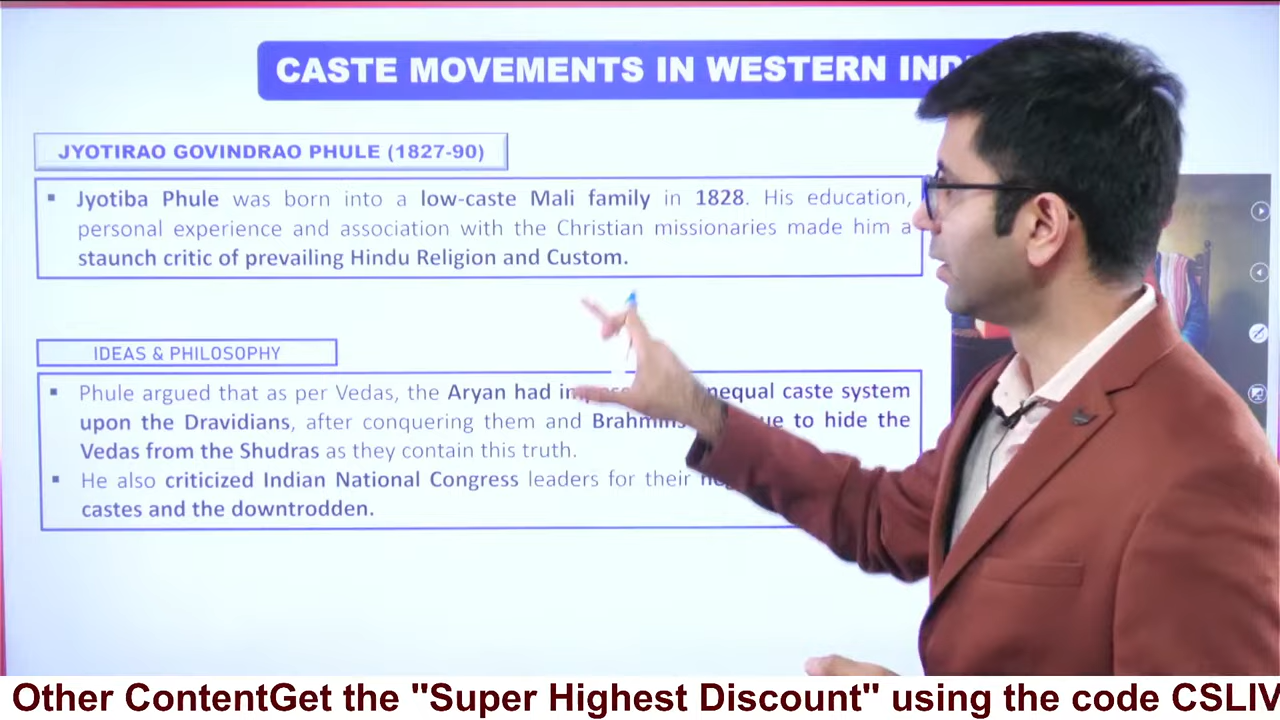 CASTE MOVEMENTS IN WESTERN
JYOTIRAO GOVINDRAO PHULE (1827-90)
▪ Jyotiba Phule was born into a low-caste Mali family in 1828. His education,
personal experience and association with the Christian missionaries made him a
staunch critic of prevailing Hindu Religion and Custom.
IDEAS & PHILOSOPHY
▪ Phule argued that as per Vedas, the Aryan had caste system
upon the Dravidians, after conquering them and to hide the
Vedas from the Shudras as they contain this truth.
▪ He also criticized Indian National Congress leaders for their
castes and the downtrodden.
Other ContentGet the "Super Highest Discount" using the code CSLIV